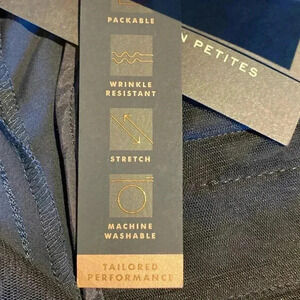 PACKABLE
WRINKLE
RESISTANT
STRETCH
MACHINE
WASHABLE
TAILORED
PERFORMANCE
N PETITES